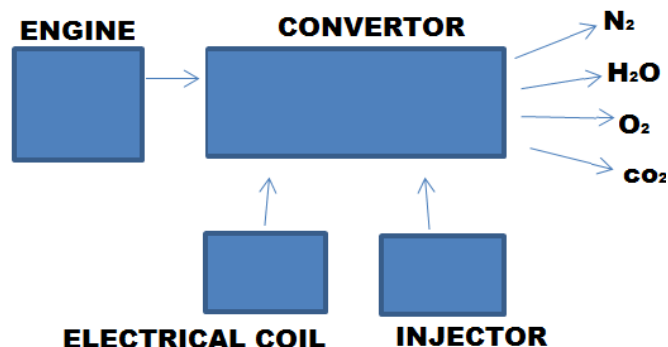 ENGINE
CONVERTOR
N₂
H₂O
O₂
co₂
ELECTRICAL COIL
INJECTOR